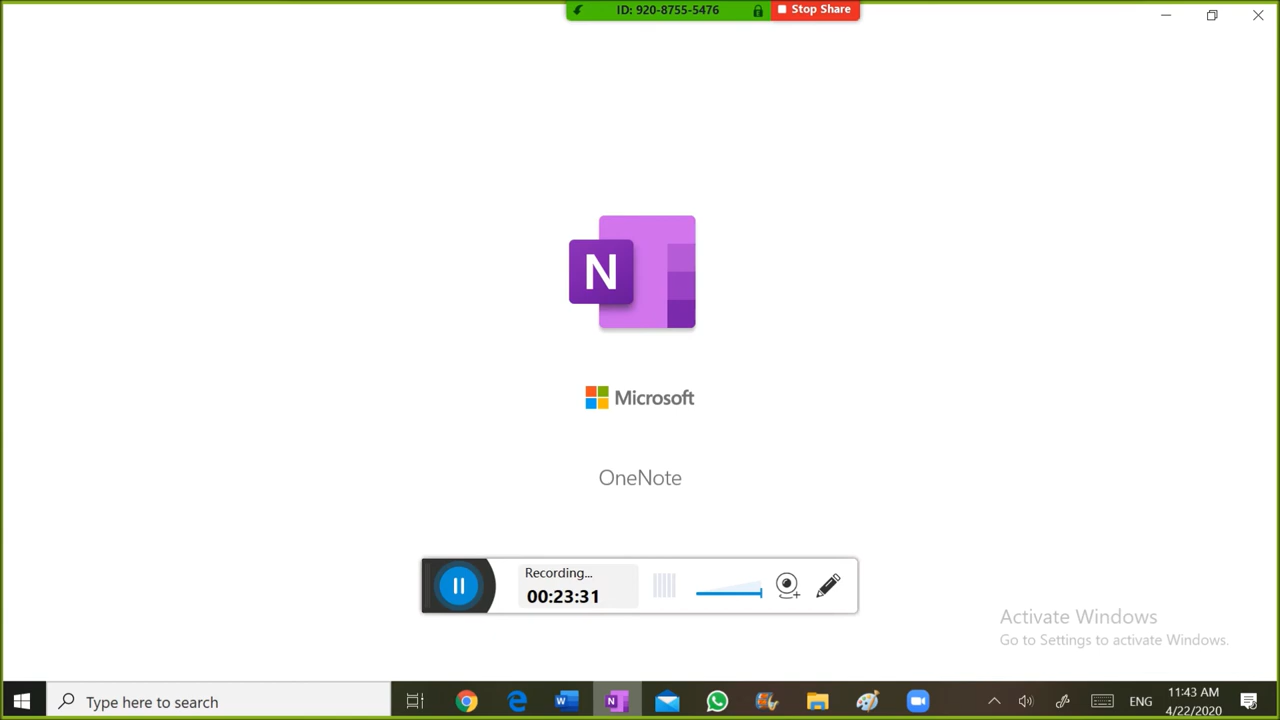 ID: 920-8755-5476
Stop Share
N
Microsoft
OneNote
Recording...
00:23:31
Activate Windows
Go to Settings to activate Windows.
Type here to search
W
N
ENG
11:43 AM
4/22/2020